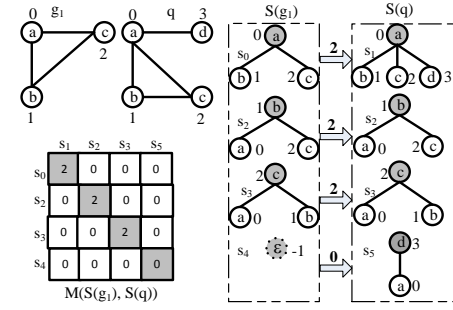 g₁
q
0
a
c
2
b
1
0
a
3
d
b
1
c
2
S(g₁)
S(q)
0 a
s₀
b 1
2 c
2
0 a
s₁
b 1
c 2
d 3
1 b
s₂
a 0
2 c
2
1 b
s₂
a 0
2 c
2 c
s₃
a 0
1 b
2
2 c
s₃
a 0
1 b
s₄
ε -1
0
d 3
s₅
a 0
s₁ s₂ s₃ s₅
s₀ 2 0 0 0
s₂ 0 2 0 0
s₃ 0 0 2 0
s₄ 0 0 0 0
M(S(g₁), S(q))